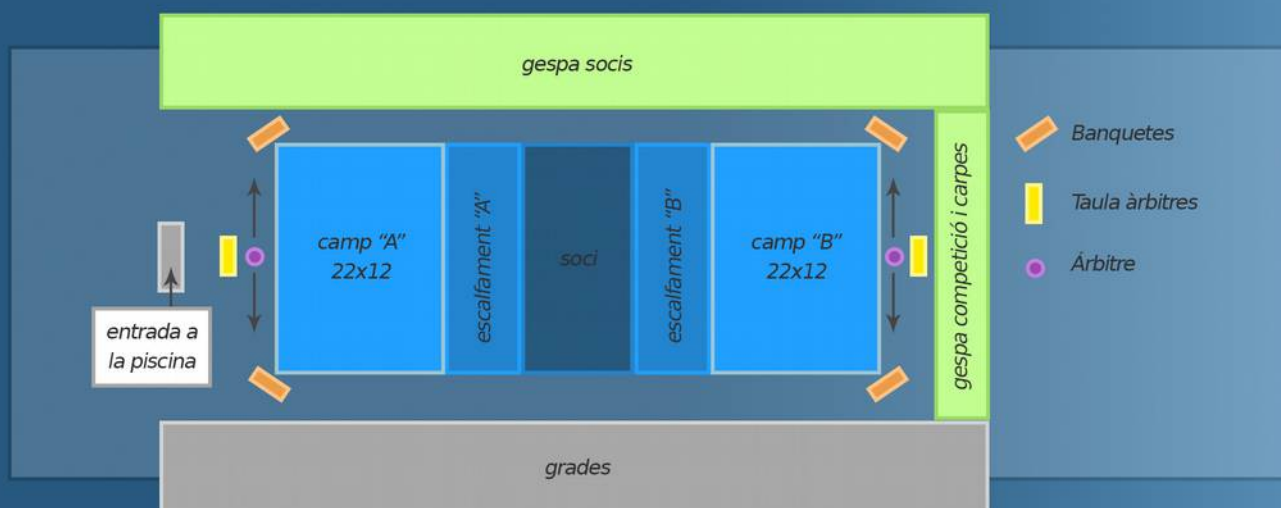 gespa socis
Banquetes
Taula àrbitres
Árbitre
camp “A”
22x12
escalfament “A”
soci
escalfament “B”
camp “B”
22x12
gespa competició i carpes
entrada a
la piscina
grades